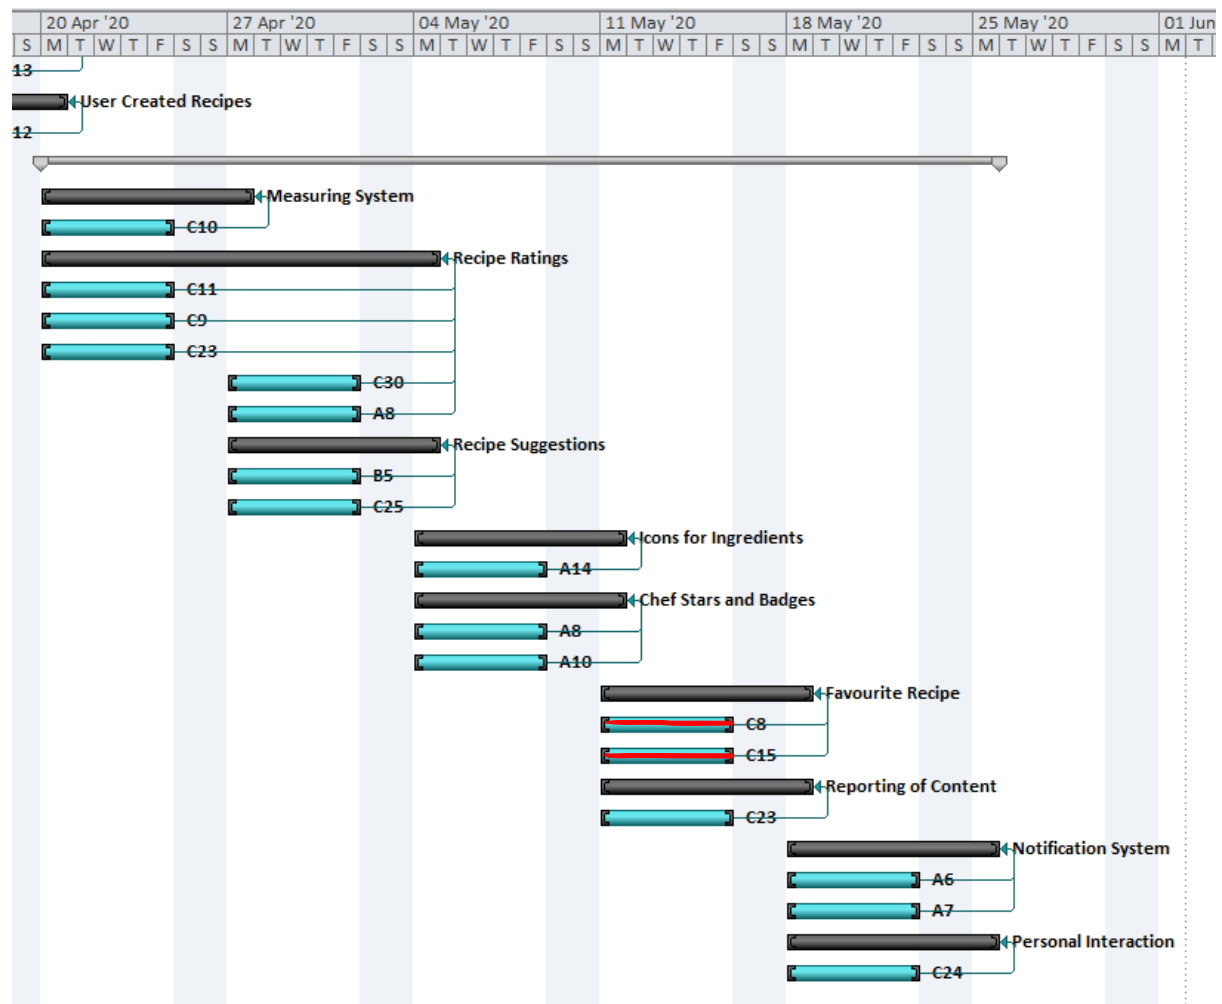 20 Apr '20 27 Apr '20 04 May '20 11 May '20 18 May '20 25 May '20 01 Jun
S M T W T F S S M T W T F S S M T W T F S S M T W T F S S M T W T F S S M T W T F S S M T
13
User Created Recipes
12
Measuring System
C10
Recipe Ratings
C11
C9
C23
C30
A8
Recipe Suggestions
B5
C25
Icons for Ingredients
A14
Chef Stars and Badges
A8
A10
Favourite Recipe
C8
C15
Reporting of Content
C23
Notification System
A6
A7
Personal Interaction
C24